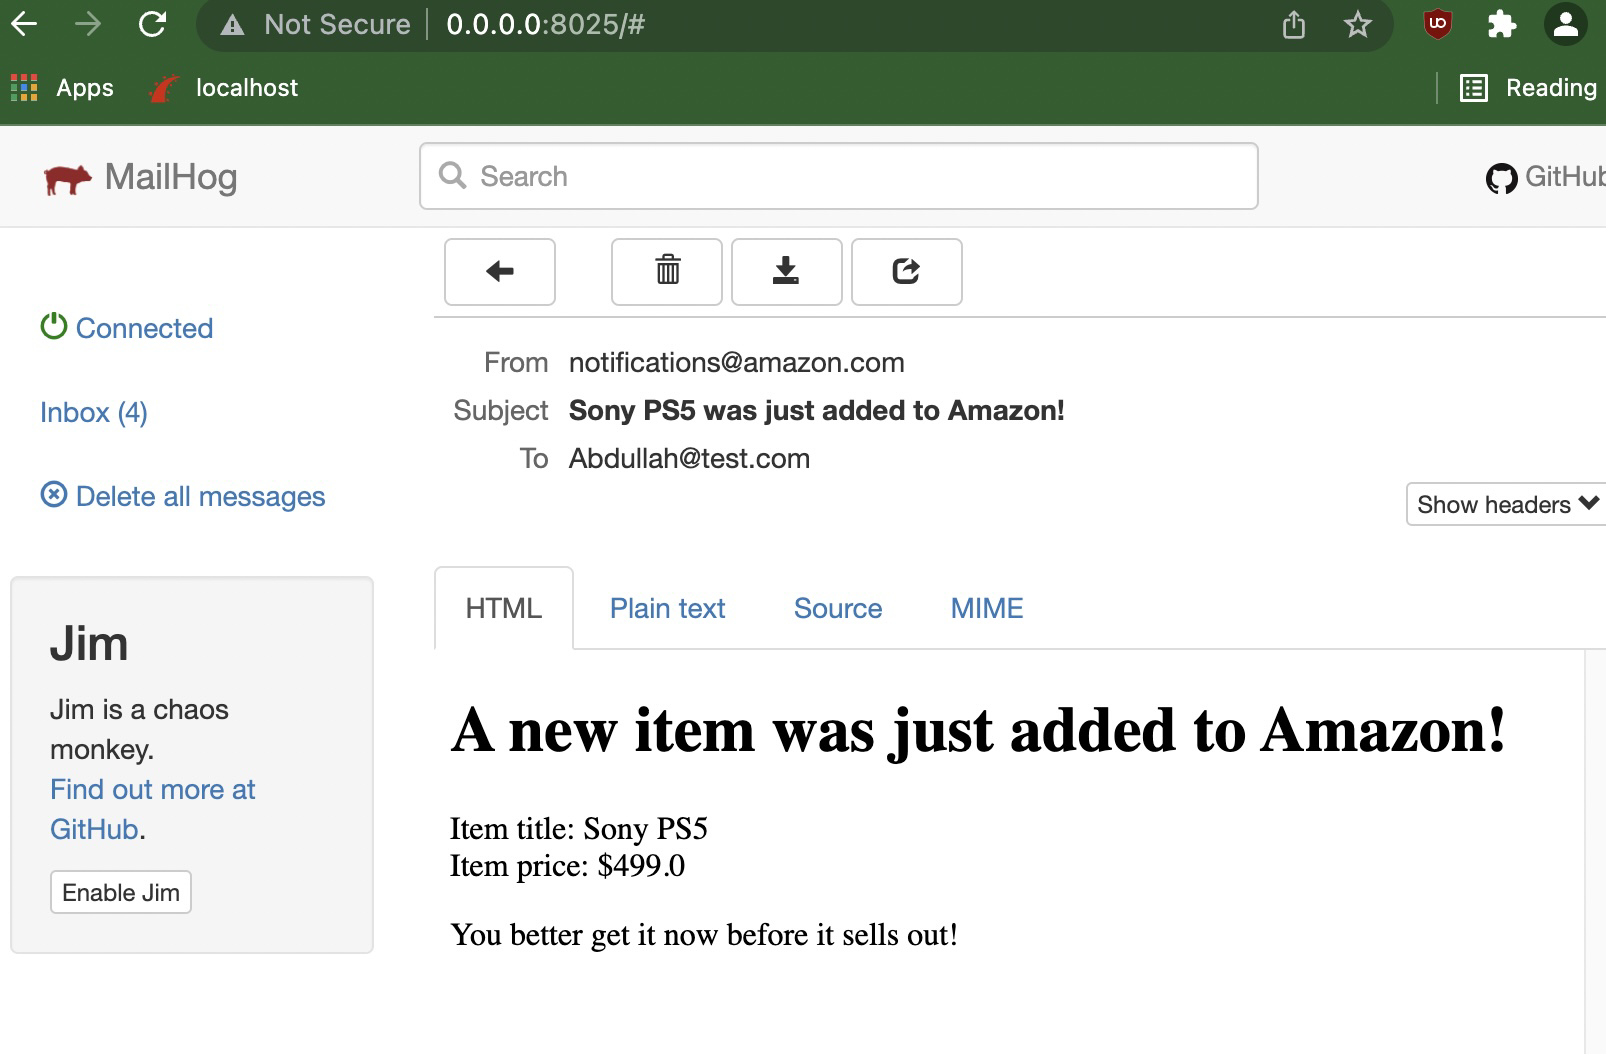 Not Secure 0.0.0.0:8025/#
Apps localhost Reading
MailHog Search GitHub
Connected
Inbox (4)
Delete all messages
From notifications@amazon.com
Subject Sony PS5 was just added to Amazon!
To Abdullah@test.com
Show headers
HTML Plain text Source MIME
Jim
Jim is a chaos
monkey.
Find out more at
GitHub.
Enable Jim
A new item was just added to Amazon!
Item title: Sony PS5
Item price: $499.0
You better get it now before it sells out!